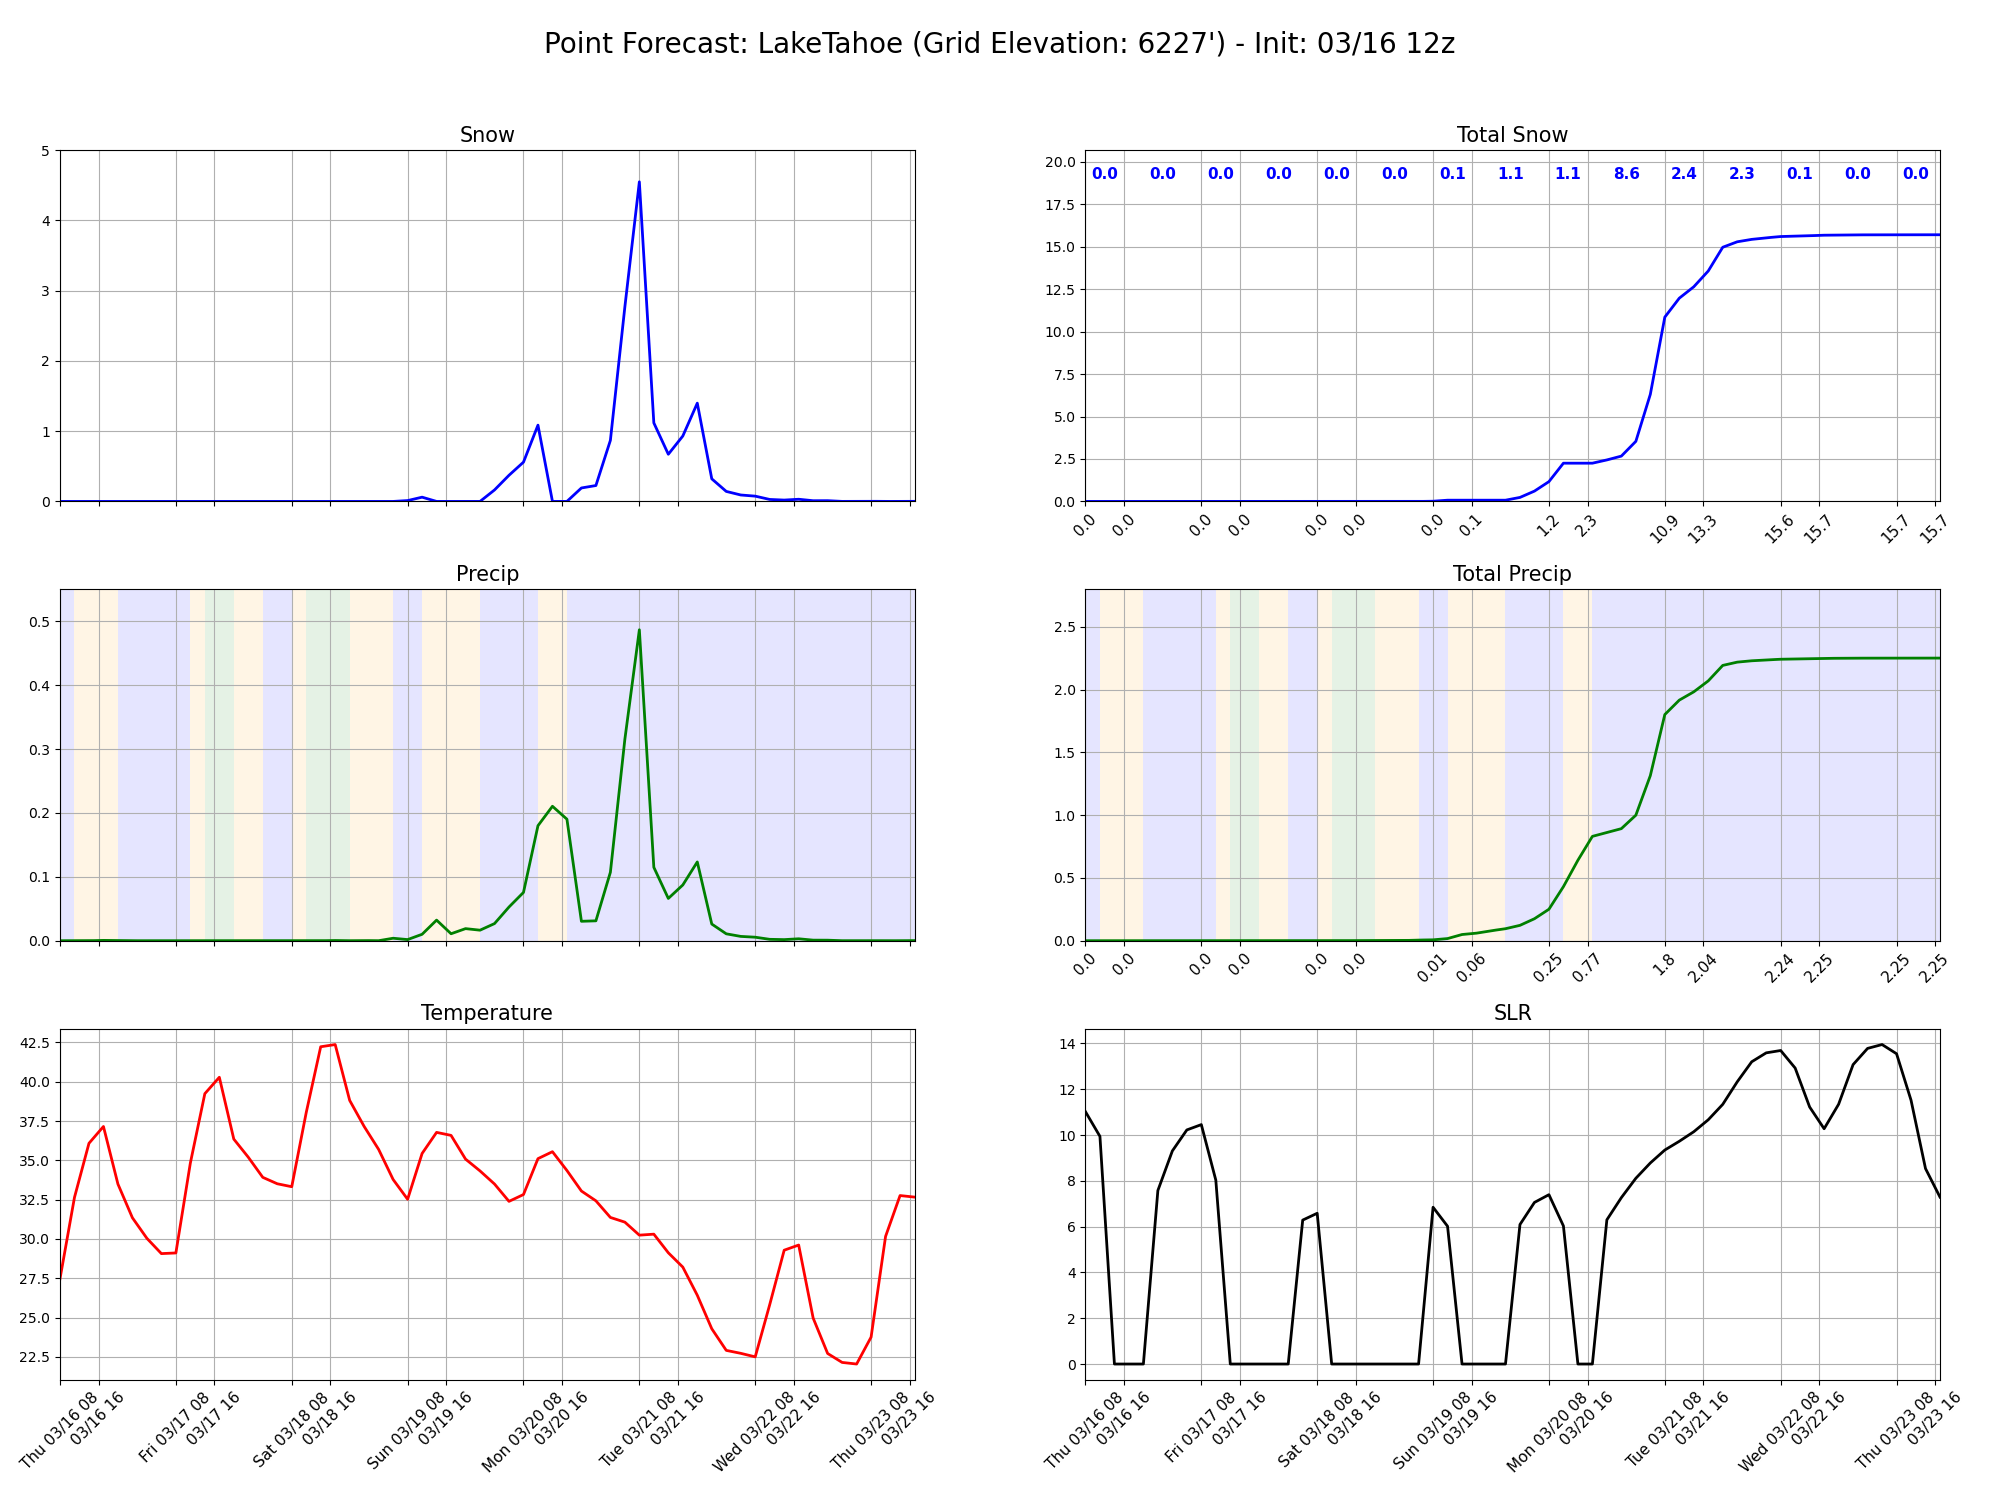 Point Forecast: LakeTahoe (Grid Elevation: 6227') - Init: 03/16 12z
Snow
5
4
3
2
1
0
Total Snow
20.0
17.5
15.0
12.5
10.0
7.5
5.0
2.5
0.0
0.0 0.0 0.0 0.0 0.0 0.0 0.1 1.1 1.1 8.6 2.4 2.3 0.1 0.0 0.0
0.0 0.0 0.0 0.0 0.0 0.0 0.0 0.1 1.2 2.3 10.9 13.3 15.6 15.7 15.7 15.7
Precip
0.5
0.4
0.3
0.2
0.1
0.0
Total Precip
2.5
2.0
1.5
1.0
0.5
0.0
0.0 0.0 0.0 0.0 0.0 0.0 0.01 0.06 0.25 0.77 1.8 2.04 2.24 2.25 2.25 2.25
Temperature
42.5
40.0
37.5
35.0
32.5
30.0
27.5
25.0
22.5
Thu 03/16 08
03/16 16
Fri 03/17 08
03/17 16
Sat 03/18 08
03/18 16
Sun 03/19 08
03/19 16
Mon 03/20 08
03/20 16
Tue 03/21 08
03/21 16
Wed 03/22 08
03/22 16
Thu 03/23 08
03/23 16
SLR
14
12
10
8
6
4
2
0
Thu 03/16 08
03/16 16
Fri 03/17 08
03/17 16
Sat 03/18 08
03/18 16
Sun 03/19 08
03/19 16
Mon 03/20 08
03/20 16
Tue 03/21 08
03/21 16
Wed 03/22 08
03/22 16
Thu 03/23 08
03/23 16